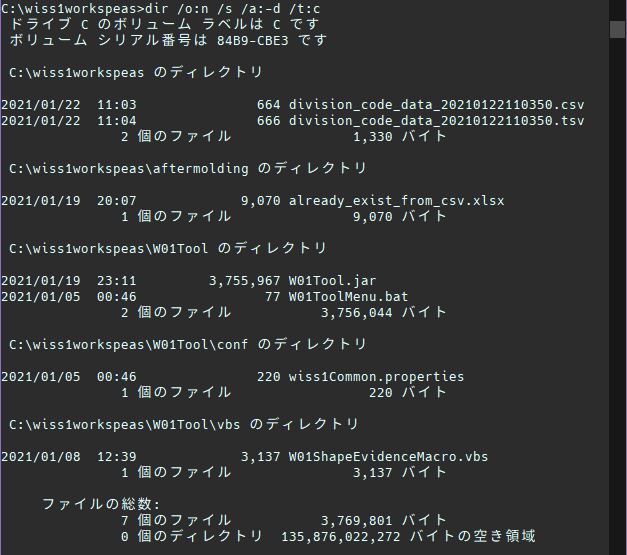 C:\wiss1workspeas>dir /o:n /s /a:-d /t:c
ドライブ C のボリューム ラベルは C です
ボリューム シリアル番号は 84B9-CBE3 です
C:\wiss1workspeas のディレクトリ
2021/01/22  11:03               664 division_code_data_20210122110350.csv
2021/01/22  11:04               666 division_code_data_20210122110350.tsv
2 個のファイル               1,330 バイト
C:\wiss1workspeas\aftermolding のディレクトリ
2021/01/19  20:07             9,070 already_exist_from_csv.xlsx
1 個のファイル               9,070 バイト
C:\wiss1workspeas\W01Tool のディレクトリ
2021/01/19  23:11         3,755,967 W01Tool.jar
2021/01/05  00:46                77 W01ToolMenu.bat
2 個のファイル           3,756,044 バイト
C:\wiss1workspeas\W01Tool\conf のディレクトリ
2021/01/05  00:46               220 wiss1Common.properties
1 個のファイル                 220 バイト
C:\wiss1workspeas\W01Tool\vbs のディレクトリ
2021/01/08  12:39             3,137 W01ShapeEvidenceMacro.vbs
1 個のファイル               3,137 バイト
ファイルの総数:
7 個のファイル           3,769,801 バイト
0 個のディレクトリ  135,876,022,272 バイトの空き領域